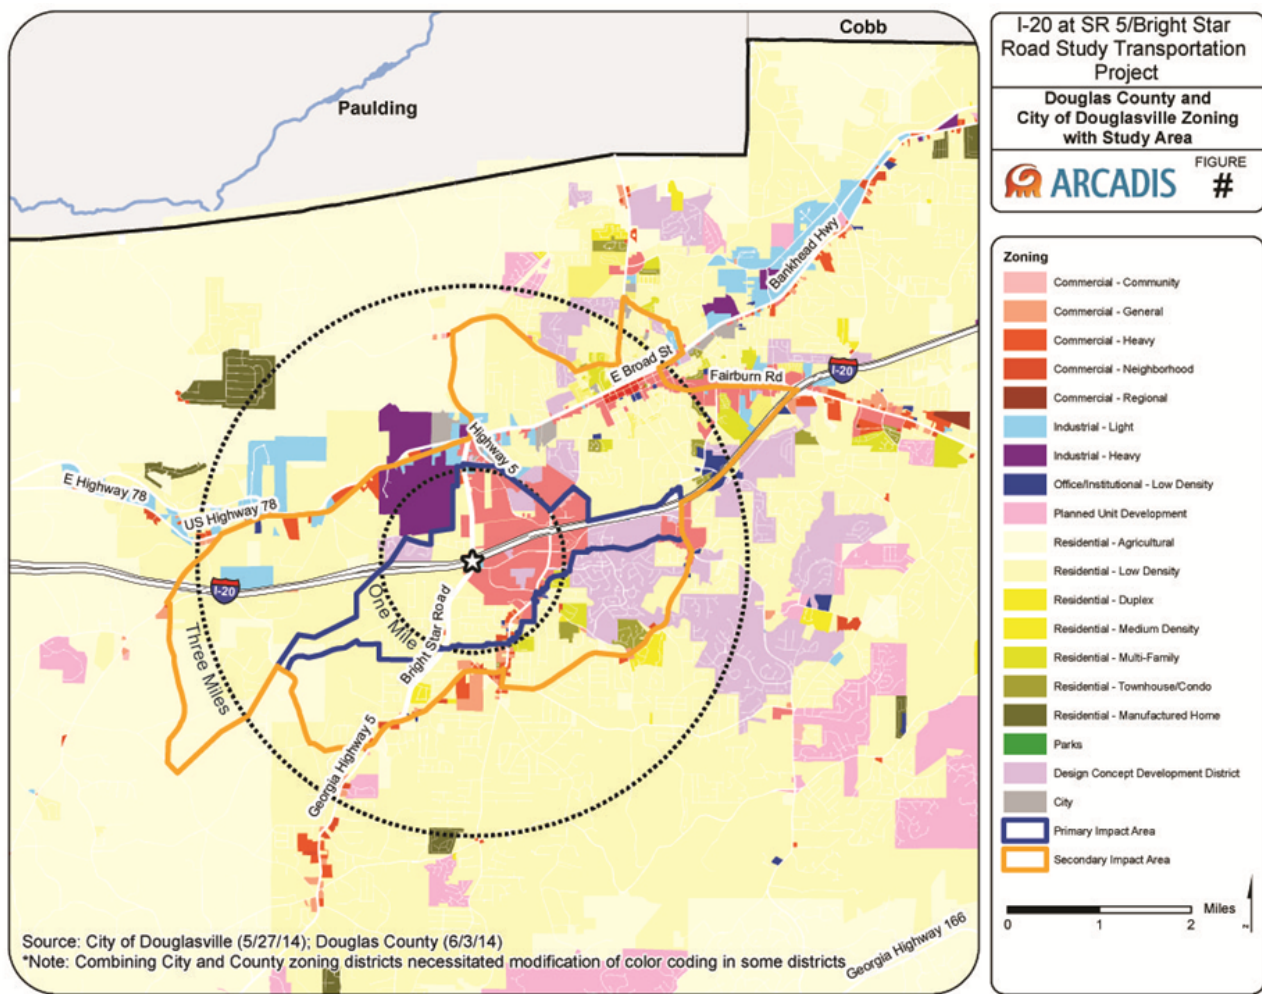 Cobb
Paulding
Bankhead Hwy
I-20
E Broad St
Fairburn Rd
Highway 5
E Highway 78
US Highway 78
I-20
One Mile
Bright Star Road
Three Miles
Georgia Highway 5
Georgia Highway 166
Source: City of Douglasville (5/27/14); Douglas County (6/3/14)
*Note: Combining City and County zoning districts necessitated modification of color coding in some districts
I-20 at SR 5/Bright Star
Road Study Transportation
Project
Douglas County and
City of Douglasville Zoning
with Study Area
ARCADIS
FIGURE
#
Zoning
Commercial - Community
Commercial - General
Commercial - Heavy
Commercial - Neighborhood
Commercial - Regional
Industrial - Light
Industrial - Heavy
Office/Institutional - Low Density
Planned Unit Development
Residential - Agricultural
Residential - Low Density
Residential - Duplex
Residential - Medium Density
Residential - Multi-Family
Residential - Townhouse/Condo
Residential - Manufactured Home
Parks
Design Concept Development District
City
Primary Impact Area
Secondary Impact Area
Miles
0 1 2
z